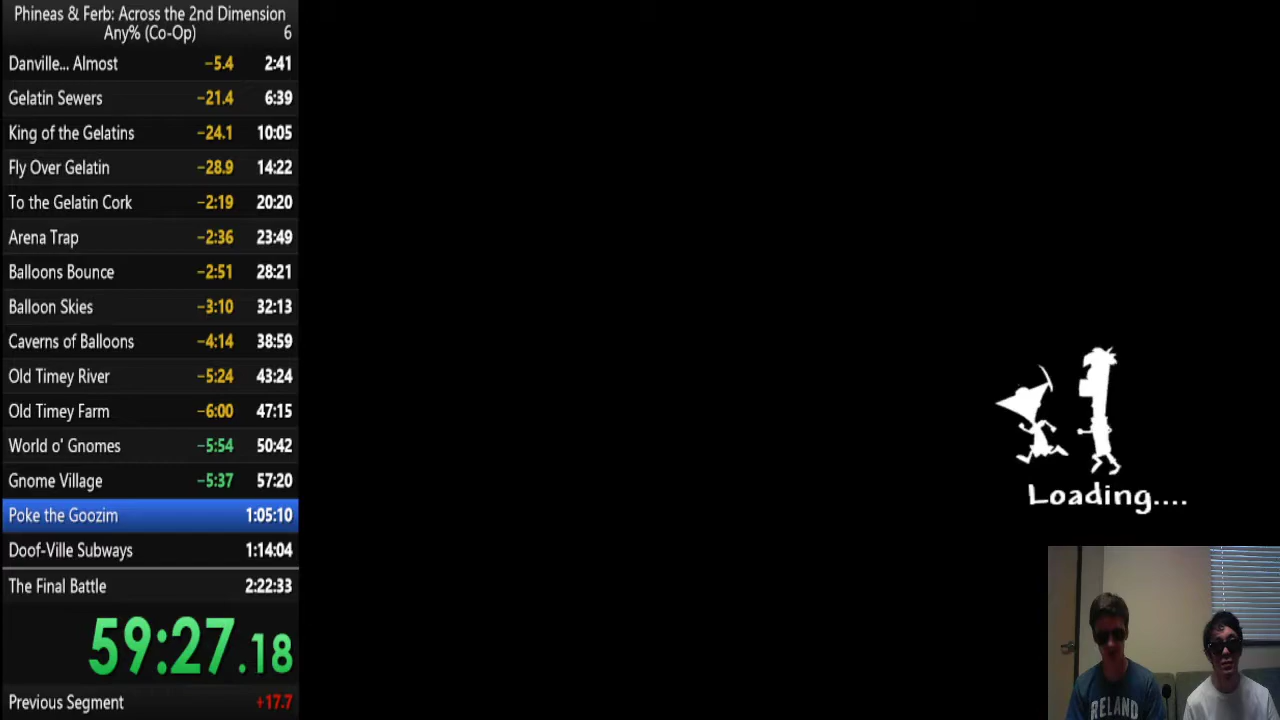 Phineas & Ferb: Across the 2nd Dimension
Any% (Co-Op) 6
Danville... Almost −5.4 2:41
Gelatin Sewers −21.4 6:39
King of the Gelatins −24.1 10:05
Fly Over Gelatin −28.9 14:22
To the Gelatin Cork −2:19 20:20
Arena Trap −2:36 23:49
Balloons Bounce −2:51 28:21
Balloon Skies −3:10 32:13
Caverns of Balloons −4:14 38:59
Old Timey River −5:24 43:24
Old Timey Farm −6:00 47:15
World o' Gnomes −5:54 50:42
Gnome Village −5:37 57:20
Loading....
Poke the Goozim 1:05:10
Doof-Ville Subways 1:14:04
The Final Battle 2:22:33
59:27.18
Previous Segment +17.7
RELAND